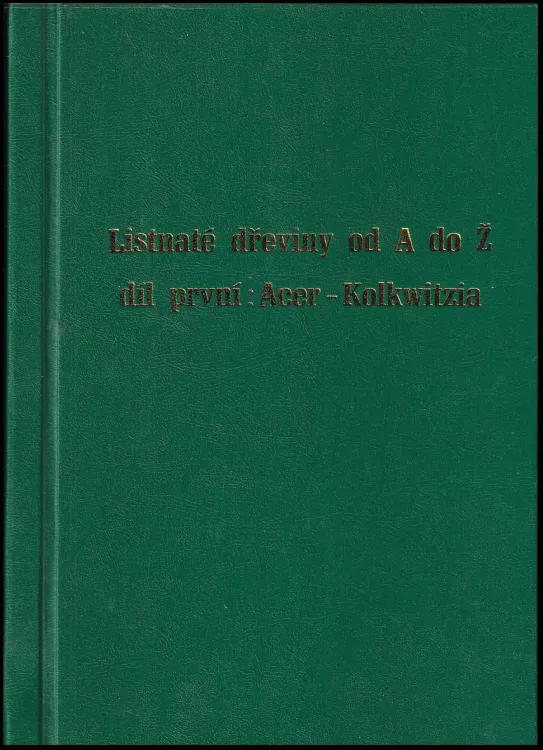 Listnaté dřeviny od A do Ž
díl první: Acer - Kolkwitzia